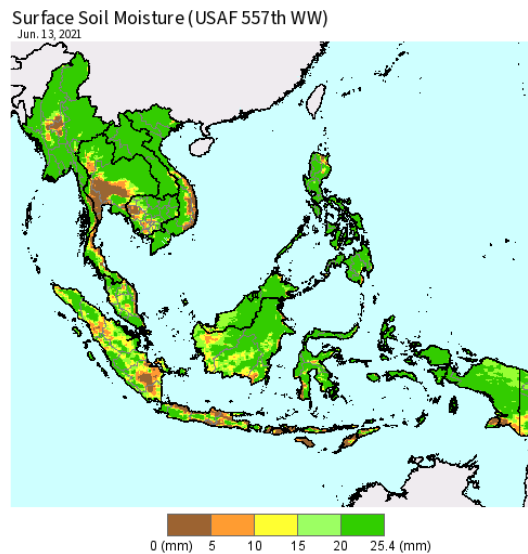 Surface Soil Moisture (USAF 557th WW)
Jun. 13, 2021
0 (mm) 5 10 15 20 25.4 (mm)